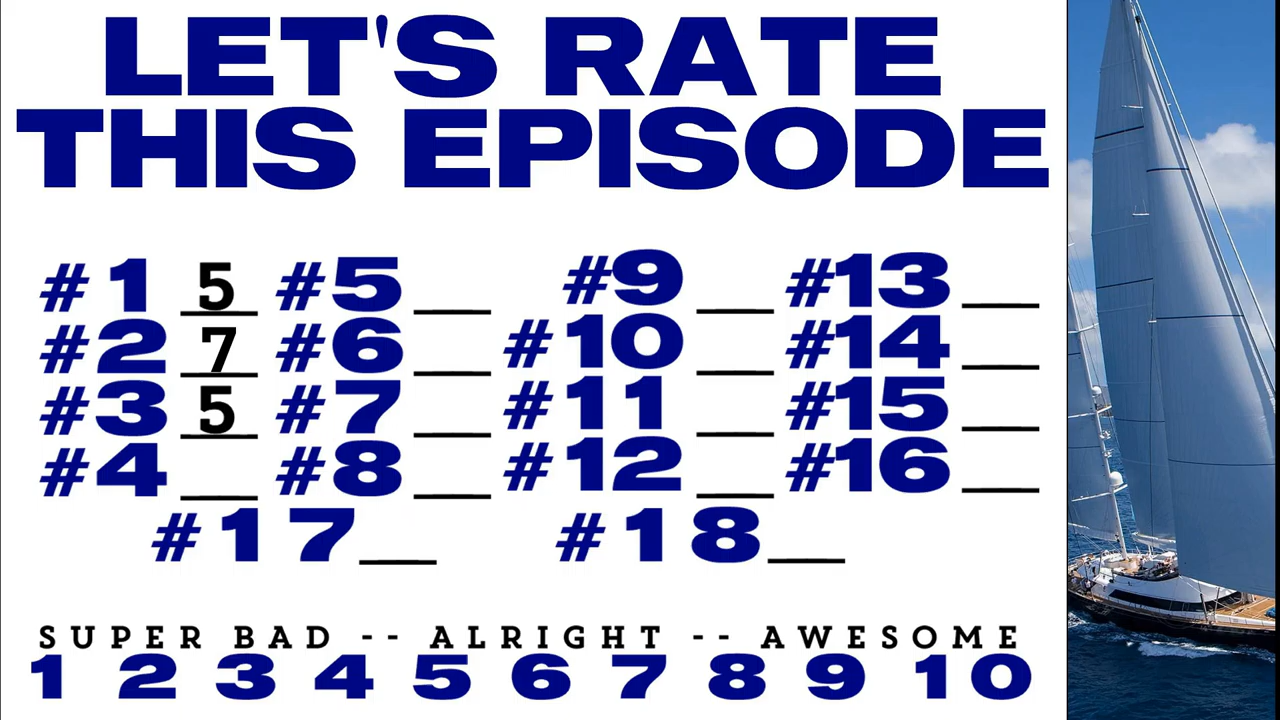 LET'S RATE
THIS EPISODE
#1 5 #5 __ #9 __ #13 __
#2 7 #6 __ #10 __ #14 __
#3 5 #7 __ #11 __ #15 __
#4 __ #8 __ #12 __ #16 __
#17 __ #18 __
SUPER BAD -- ALRIGHT -- AWESOME
1 2 3 4 5 6 7 8 9 10